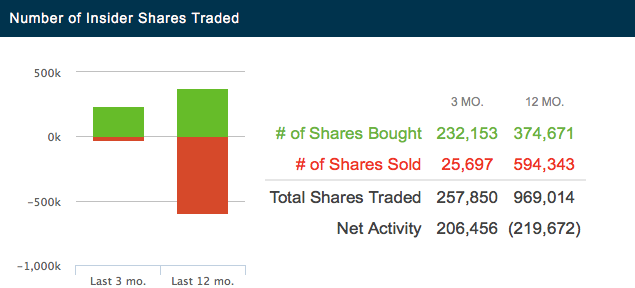 Number of Insider Shares Traded
500k
0k
-500k
-1,000k
Last 3 mo. Last 12 mo.
3 MO. 12 MO.
# of Shares Bought 232,153 374,671
# of Shares Sold 25,697 594,343
Total Shares Traded 257,850 969,014
Net Activity 206,456 (219,672)